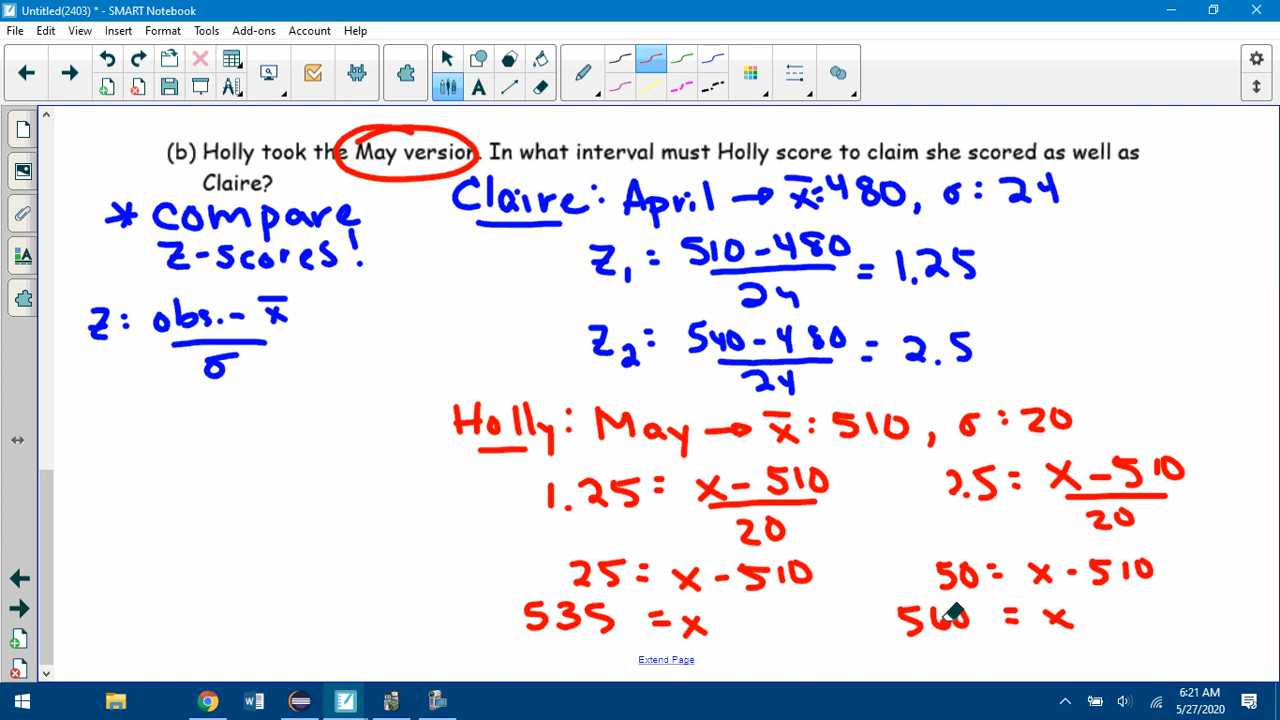 Untitled(2403) * - SMART Notebook
File Edit View Insert Format Tools Add-ons Account Help
(b) Holly took the May version. In what interval must Holly score to claim she scored as well as
Claire?
* compare
z-scores!
z: obs. - x̄
σ
Claire: April → x̄: 480, σ: 24
z₁ = 510 - 480 = 1.25
24
z₂ = 540 - 480 = 2.5
24
Holly: May → x̄: 510, σ: 20
1.25 = x - 510
20
25 = x - 510
535 = x
2.5 = x - 510
20
50 = x - 510
560 = x
Extend Page
6:21 AM
5/27/2020